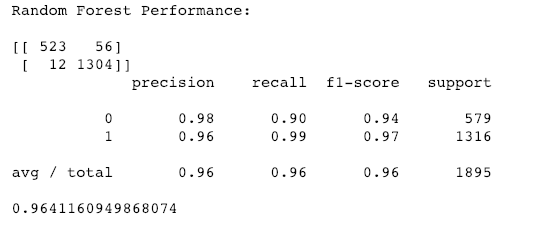 Random Forest Performance:
[[ 523   56]
 [  12 1304]]
             precision    recall  f1-score   support
          0       0.98      0.90      0.94       579
          1       0.96      0.99      0.97      1316
avg / total       0.96      0.96      0.96      1895
0.9641160949868074